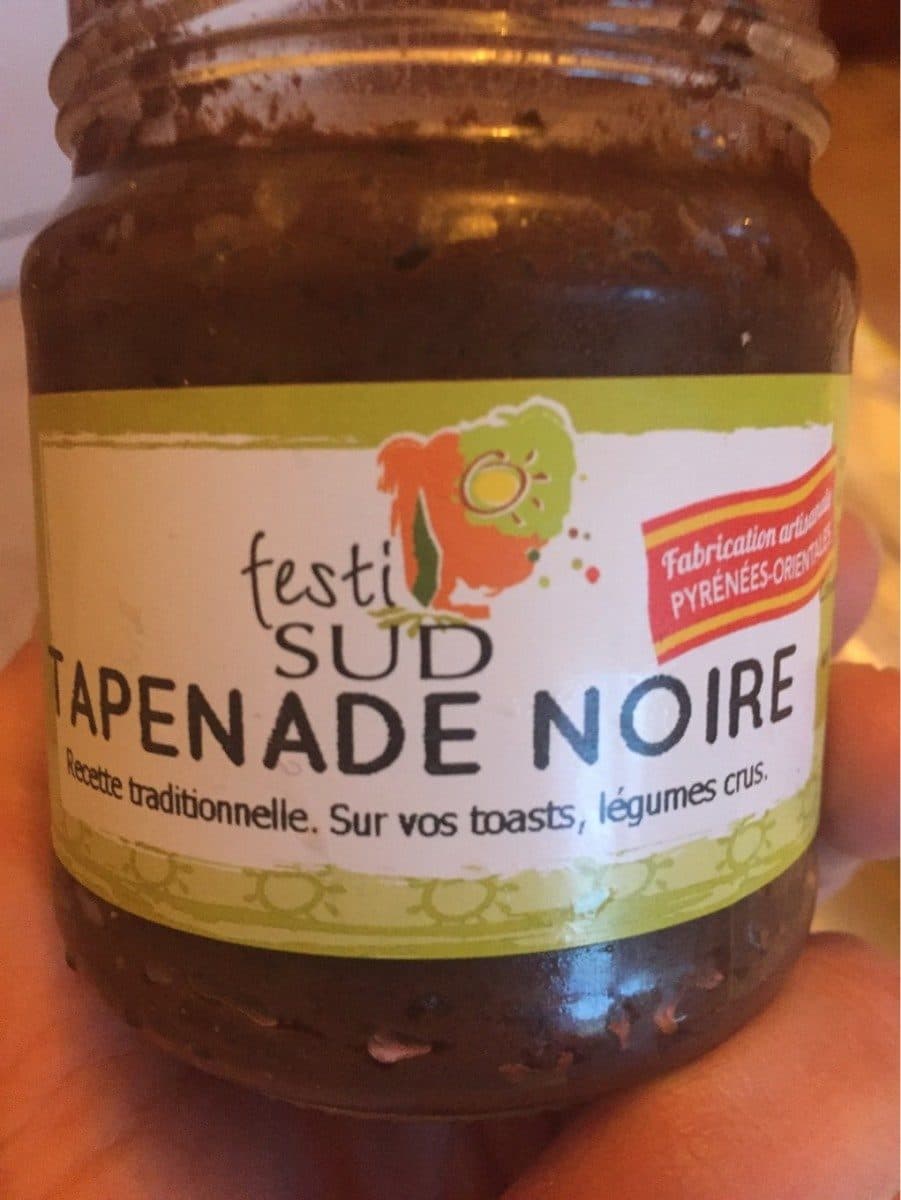 festi
SUD
Fabrication artisanale
PYRÉNÉES-ORIENTALES
TAPENADE NOIRE
Recette traditionnelle. Sur vos toasts, légumes crus.